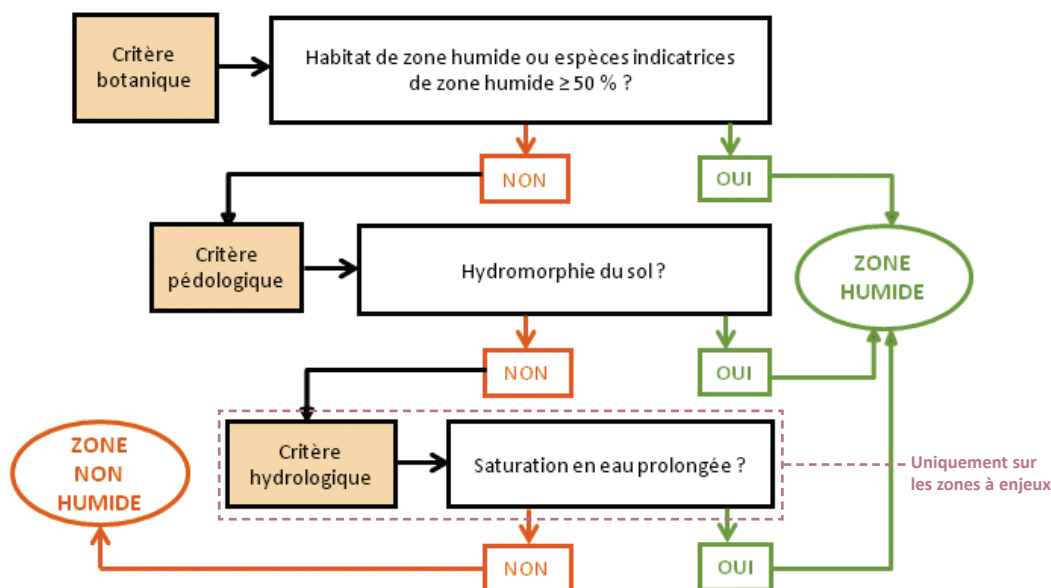 Critère
botanique
Habitat de zone humide ou espèces indicatrices
de zone humide ≥ 50 % ?
NON
OUI
Critère
pédologique
Hydromorphie du sol ?
ZONE
HUMIDE
NON
OUI
ZONE
NON
HUMIDE
Critère
hydrologique
Saturation en eau prolongée ?
Uniquement sur
les zones à enjeux
NON
OUI